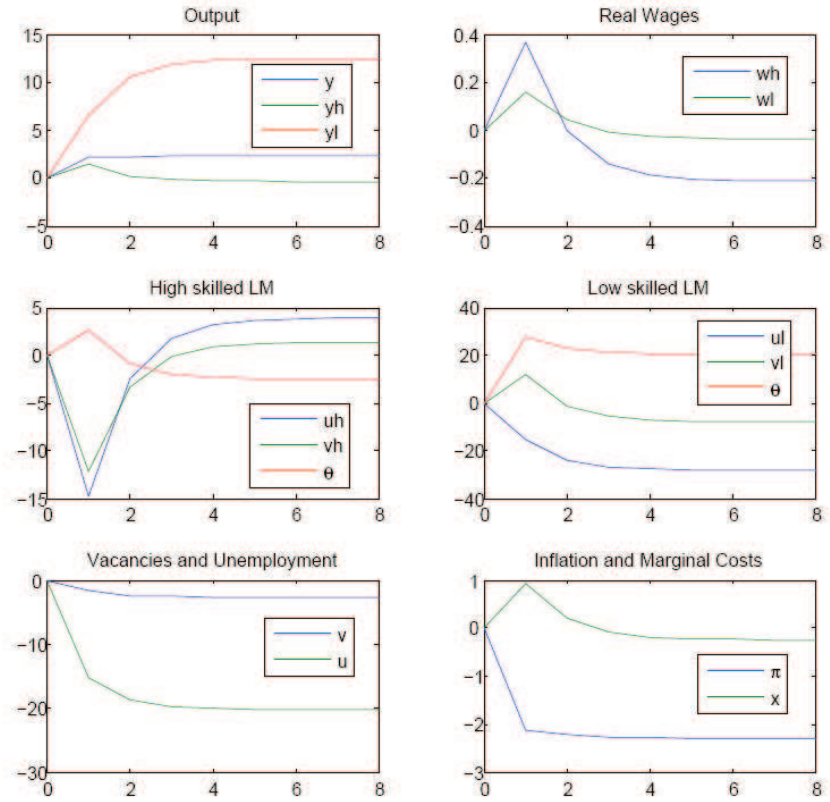 Output
15
10
5
0
−5
0 2 4 6 8
y
yh
yl
Real Wages
0.4
0.2
0
−0.2
−0.4
0 2 4 6 8
wh
wl
High skilled LM
5
0
−5
−10
−15
0 2 4 6 8
uh
vh
θ
Low skilled LM
40
20
0
−20
−40
0 2 4 6 8
ul
vl
θ
Vacancies and Unemployment
0
−10
−20
−30
0 2 4 6 8
v
u
Inflation and Marginal Costs
1
0
−1
−2
−3
0 2 4 6 8
π
x